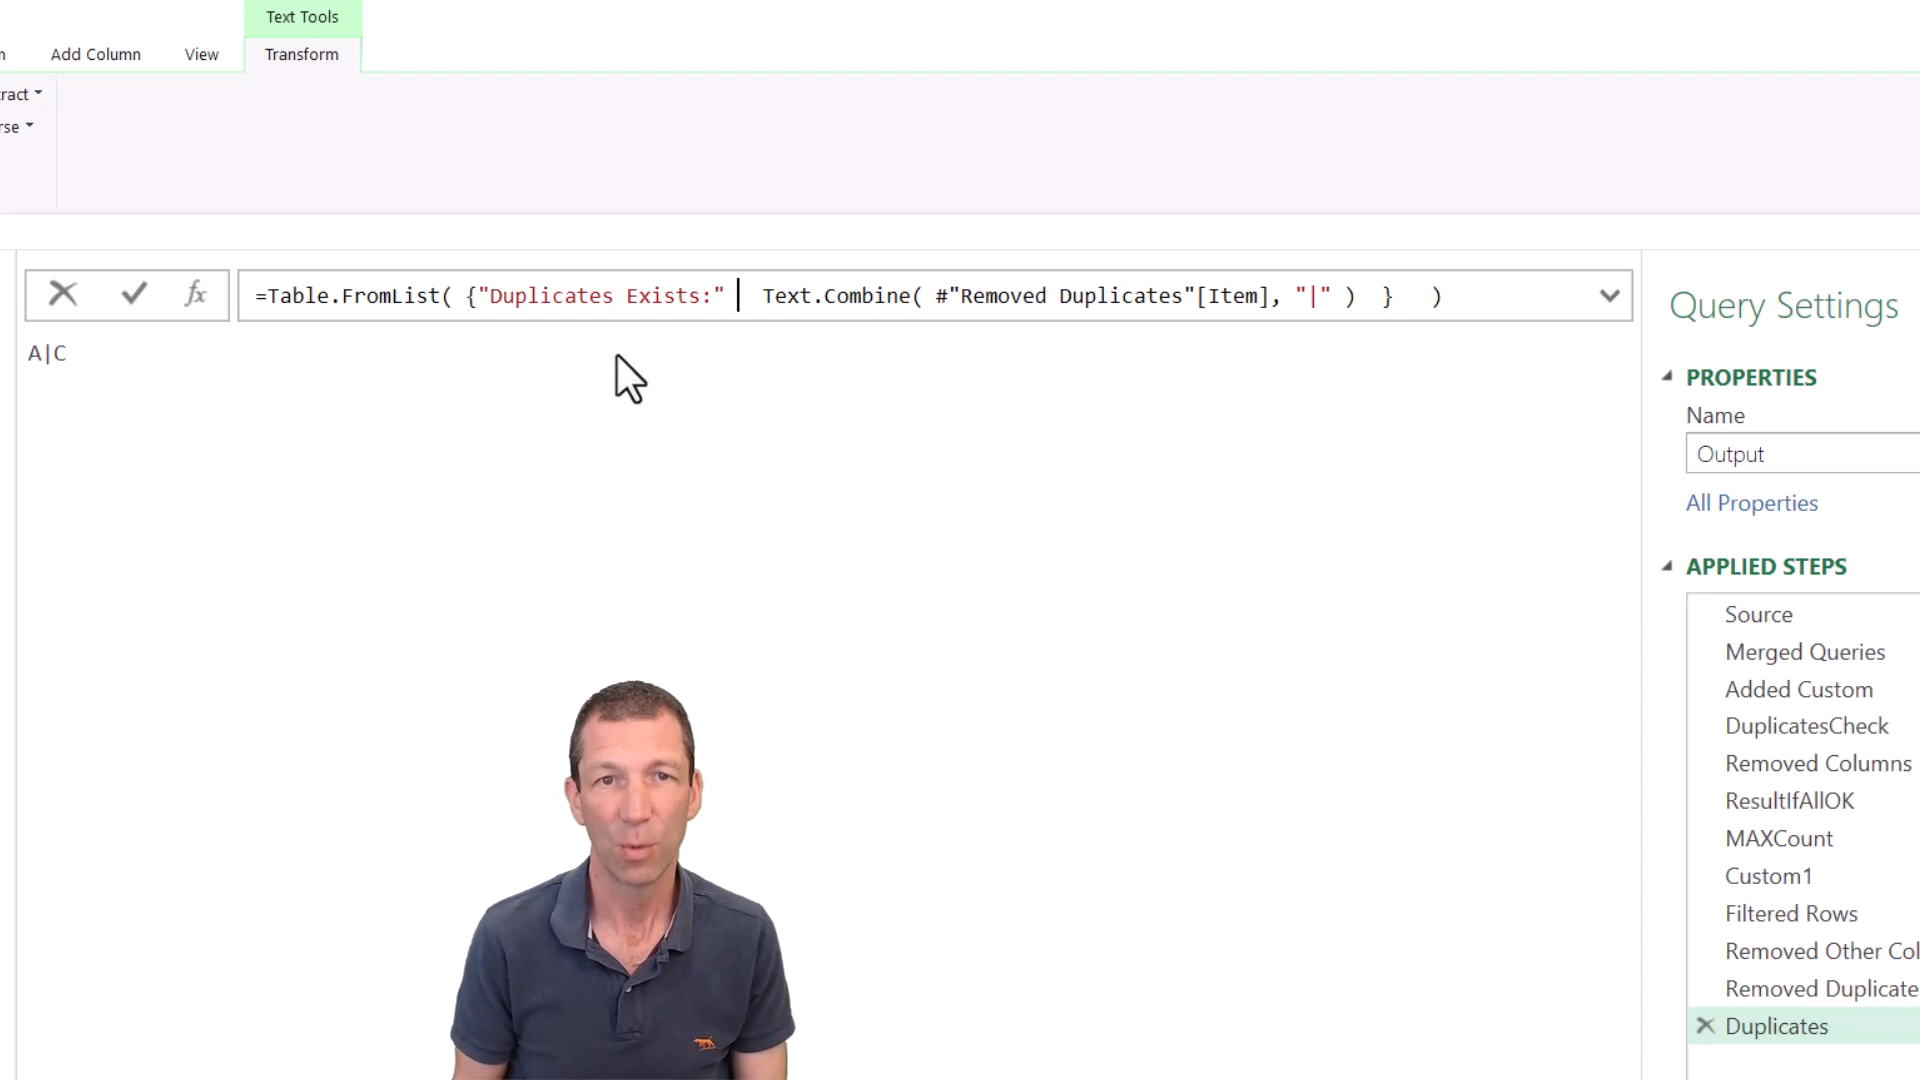 Text Tools
Add Column
View
Transform
ract
rse
fx
=Table.FromList( {"Duplicates Exists:" Text.Combine( #"Removed Duplicates"[Item], "|" ) } )
A|C
Query Settings
PROPERTIES
Name
Output
All Properties
APPLIED STEPS
Source
Merged Queries
Added Custom
DuplicatesCheck
Removed Columns
ResultIfAllOK
MAXCount
Custom1
Filtered Rows
Removed Other Col
Removed Duplicate
Duplicates